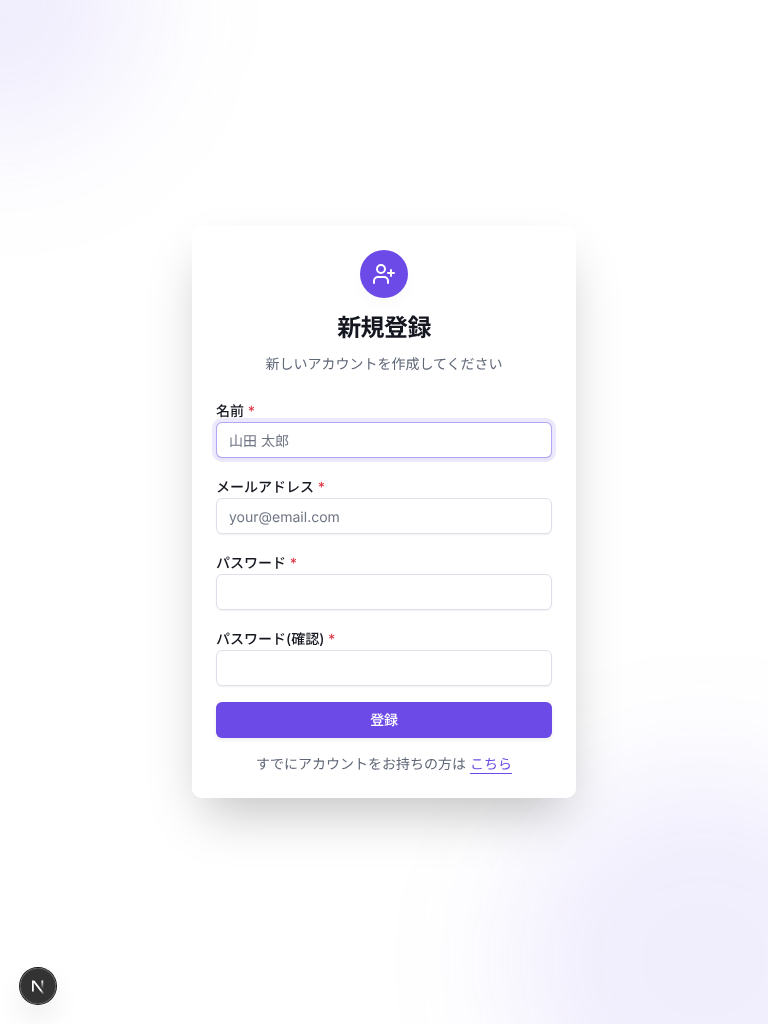 新規登録
新しいアカウントを作成してください
名前 *
山田 太郎
メールアドレス *
your@email.com
パスワード *
パスワード(確認) *
登録
すでにアカウントをお持ちの方は こちら
N